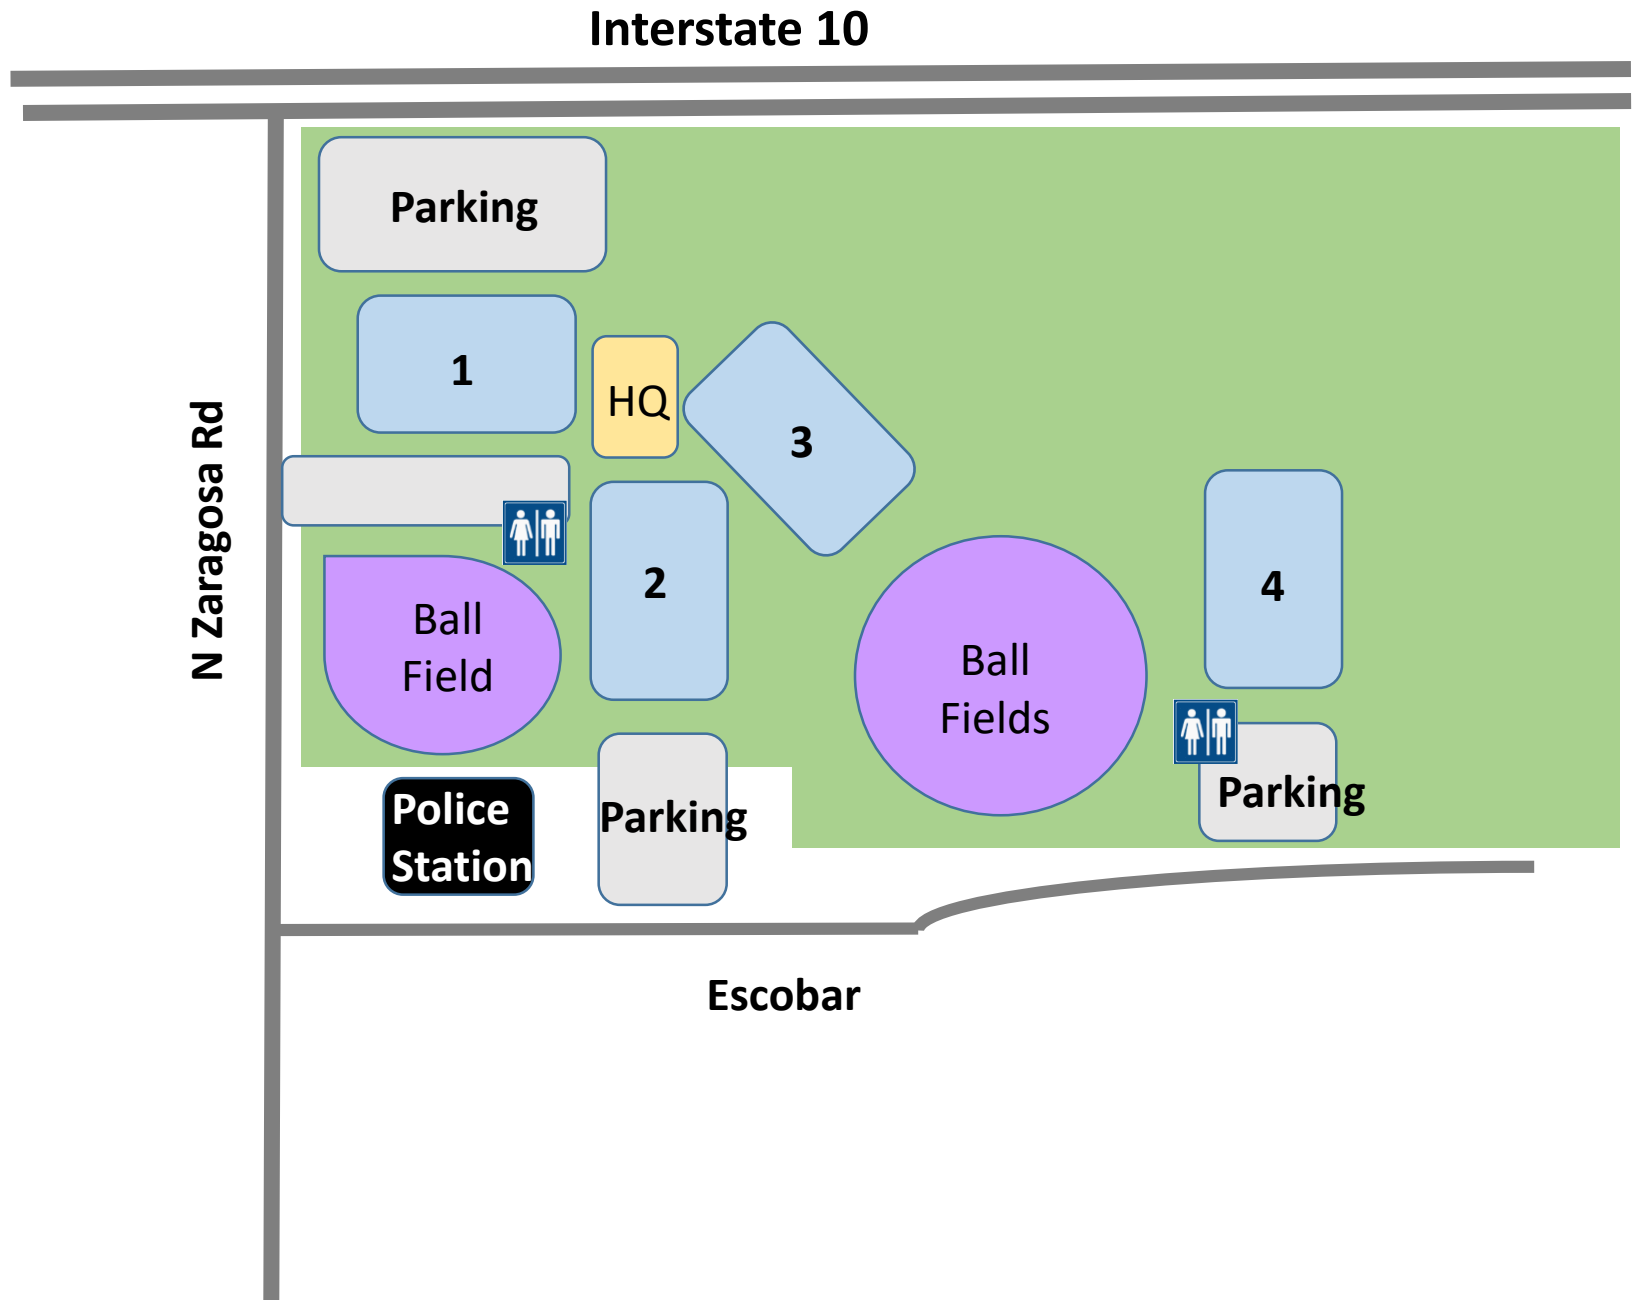 Interstate 10
Parking
1
HQ
3
N Zaragosa Rd
2
4
Ball
Field
Ball
Fields
Police
Station
Parking
Parking
Escobar